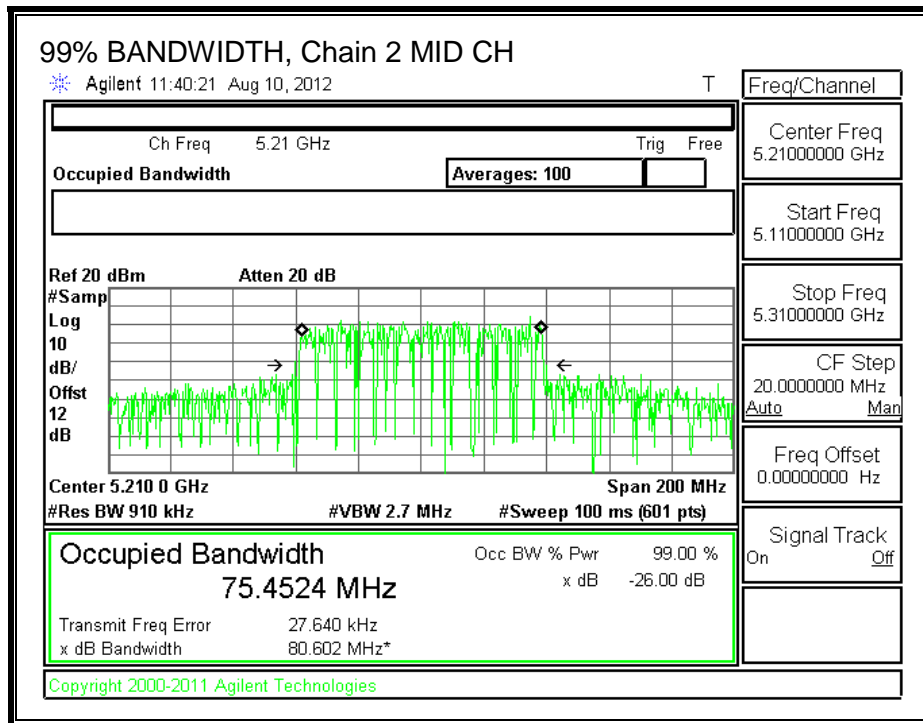 99% BANDWIDTH, Chain 2 MID CH
Agilent 11:40:21 Aug 10, 2012 T
Freq/Channel
Ch Freq 5.21 GHz Trig Free
Occupied Bandwidth Averages: 100
Center Freq
5.21000000 GHz
Start Freq
5.11000000 GHz
Stop Freq
5.31000000 GHz
CF Step
20.0000000 MHz
Auto Man
Freq Offset
0.00000000 Hz
Signal Track
On Off
Ref 20 dBm Atten 20 dB
#Samp
Log
10
dB/
Offst
12
dB
Center 5.210 0 GHz Span 200 MHz
#Res BW 910 kHz #VBW 2.7 MHz #Sweep 100 ms (601 pts)
Occupied Bandwidth Occ BW % Pwr 99.00 %
75.4524 MHz x dB -26.00 dB
Transmit Freq Error 27.640 kHz
x dB Bandwidth 80.602 MHz*
Copyright 2000-2011 Agilent Technologies